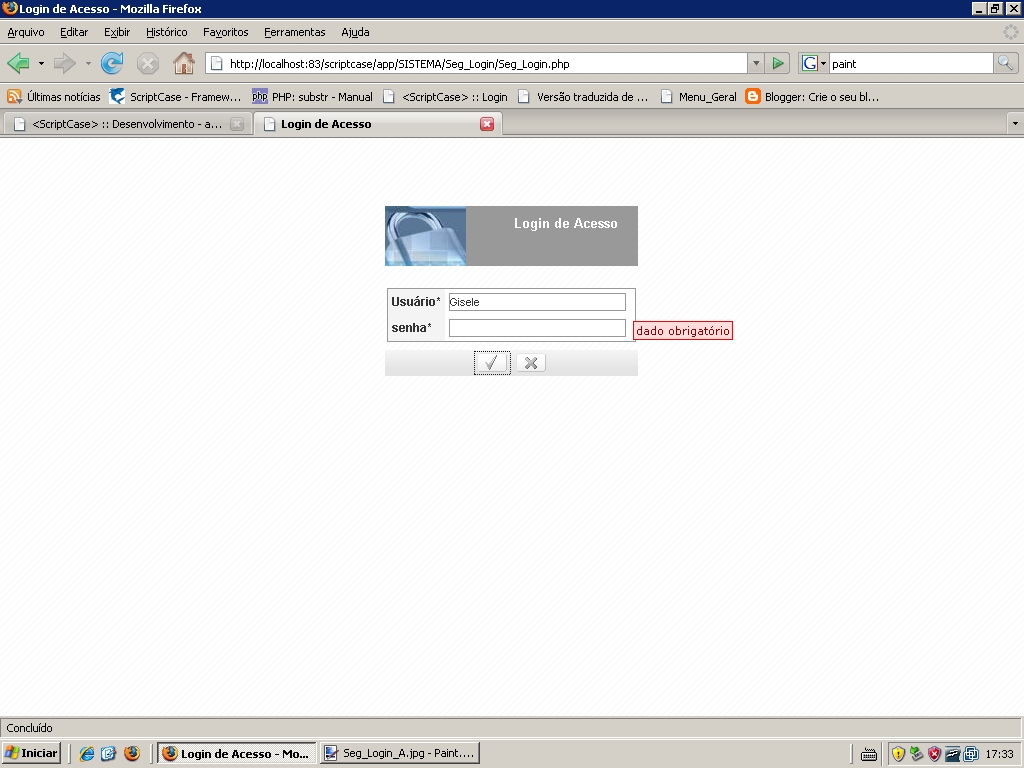 Login de Acesso - Mozilla Firefox
Arquivo Editar Exibir Histórico Favoritos Ferramentas Ajuda
http://localhost:83/scriptcase/app/SISTEMA/Seg_Login/Seg_Login.php G paint
Últimas notícias ScriptCase - Framew... php PHP: substr - Manual <ScriptCase> :: Login Versão traduzida de ... Menu_Geral Blogger: Crie o seu bl...
<ScriptCase> :: Desenvolvimento - a... Login de Acesso
Login de Acesso
Usuário* Gisele
senha* dado obrigatório
Concluído
Iniciar Login de Acesso - Mo... Seg_Login_A.jpg - Paint.... 17:33